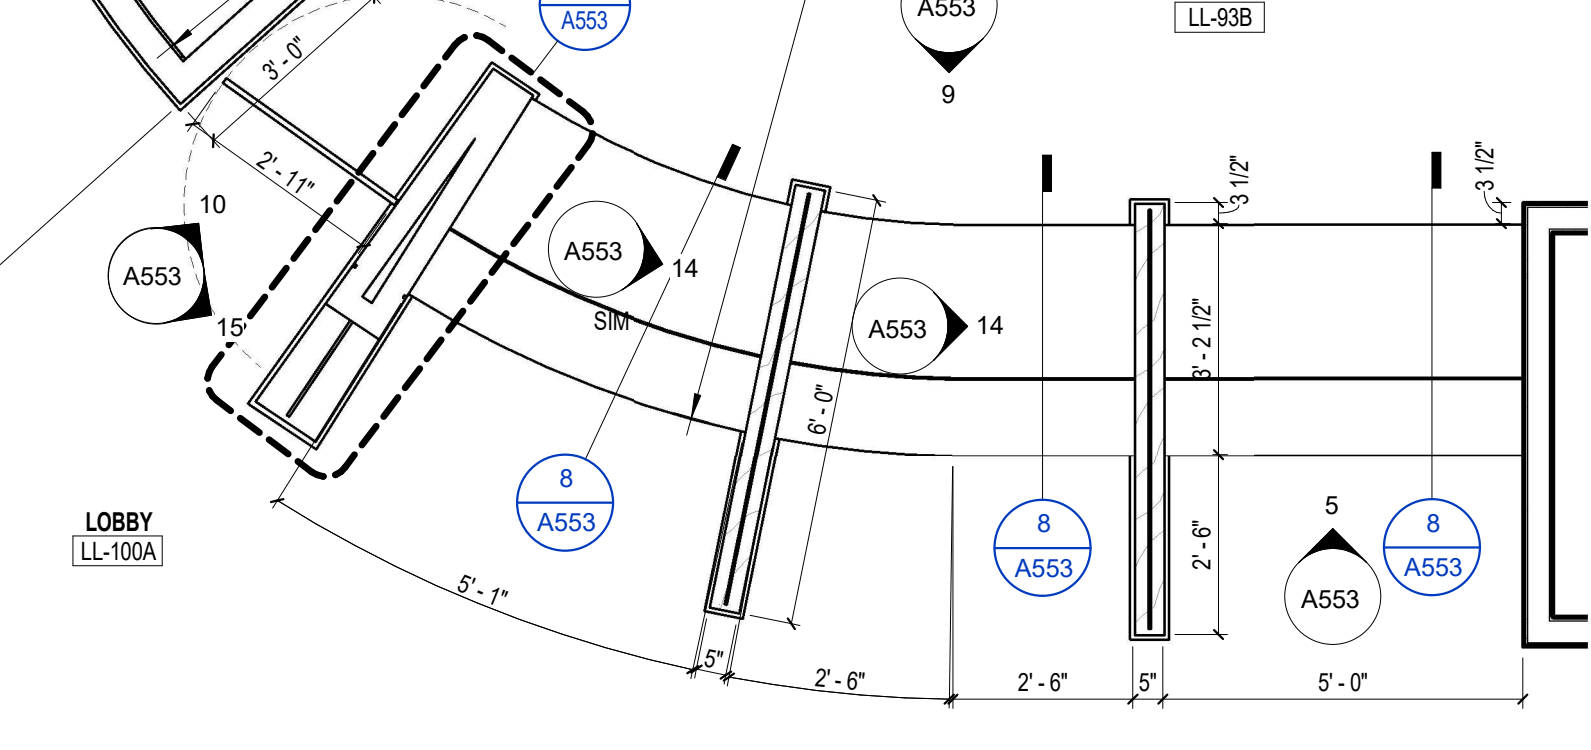 A553
A553
LL-93B
9
3' - 0"
2' - 11"
10
A553
15
A553
14
SIM
A553
14
3 1/2"
3 1/2"
3' - 2 1/2"
6' - 0"
2' - 6"
8
A553
8
A553
5
A553
8
A553
LOBBY
LL-100A
5' - 1"
5"
2' - 6"
2' - 6"
5"
5' - 0"